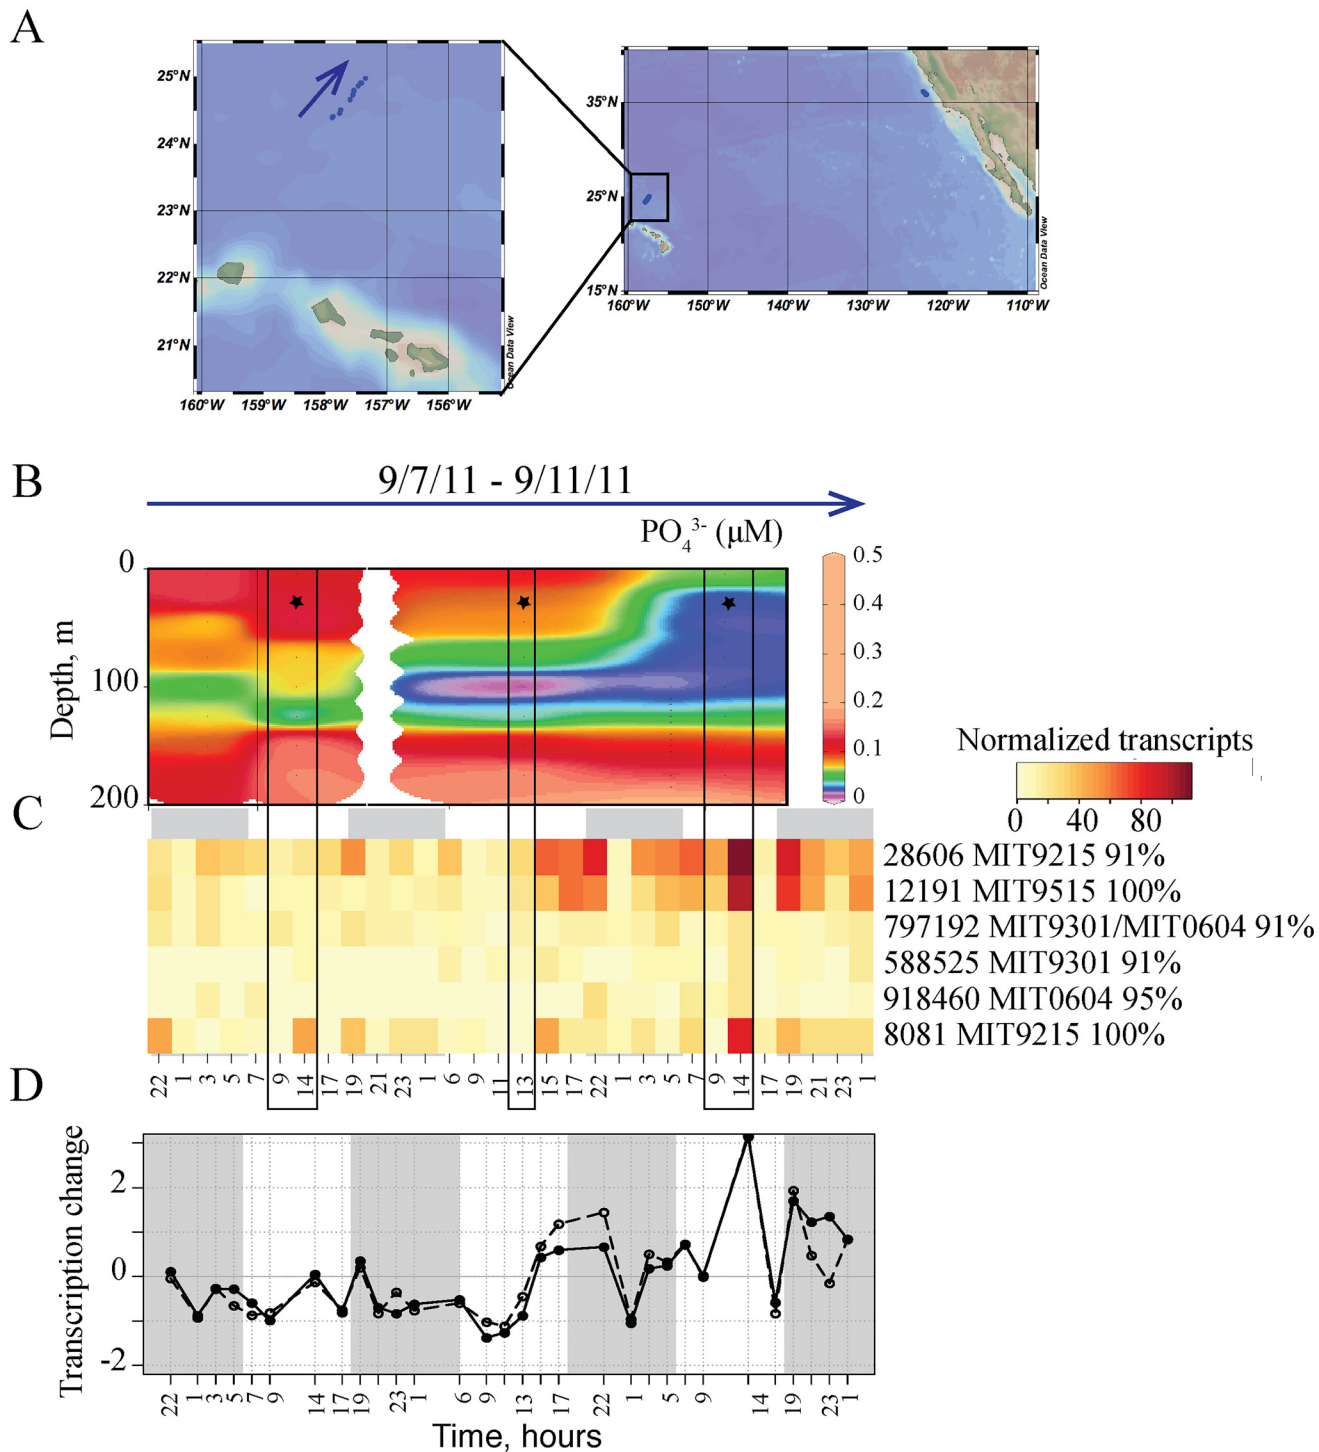 A
25°N
24°N
23°N
22°N
21°N
160°W 159°W 158°W 157°W 156°W
Ocean Data View
35°N
25°N
15°N
160°W 150°W 140°W 130°W 120°W 110°W
Ocean Data View
B
9/7/11 - 9/11/11
PO₄³⁻ (µM)
0
100
200
Depth, m
0.5
0.4
0.3
0.2
0.1
0
Normalized transcripts
0 40 80
C
28606 MIT9215 91%
12191 MIT9515 100%
797192 MIT9301/MIT0604 91%
588525 MIT9301 91%
918460 MIT0604 95%
8081 MIT9215 100%
22 1 3 5 7 9 14 17 19 21 23 1 6 9 11 13 15 17 22 1 3 5 7 9 14 17 19 21 23 1
D
Transcription change
2
0
-2
22 1 3 5 7 9 14 17 19 23 1 6 9 13 17 22 1 5 9 14 19 23 1
Time, hours